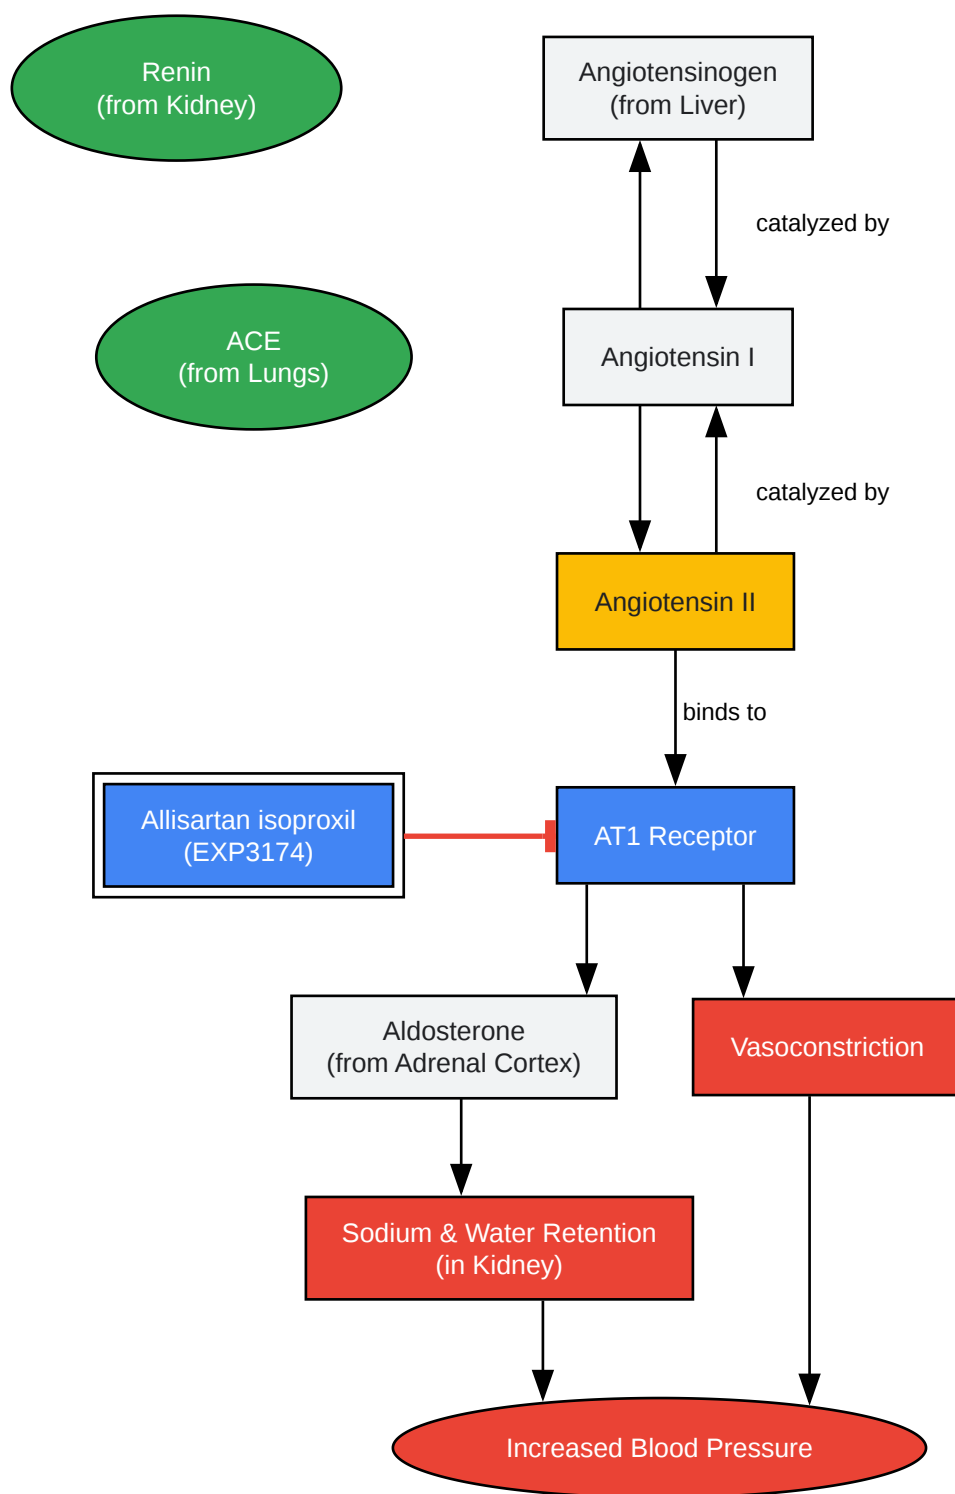 Renin
(from Kidney)
Angiotensinogen
(from Liver)
catalyzed by
ACE
(from Lungs)
Angiotensin I
catalyzed by
Angiotensin II
binds to
Allisartan isoproxil
(EXP3174)
AT1 Receptor
Aldosterone
(from Adrenal Cortex)
Vasoconstriction
Sodium & Water Retention
(in Kidney)
Increased Blood Pressure